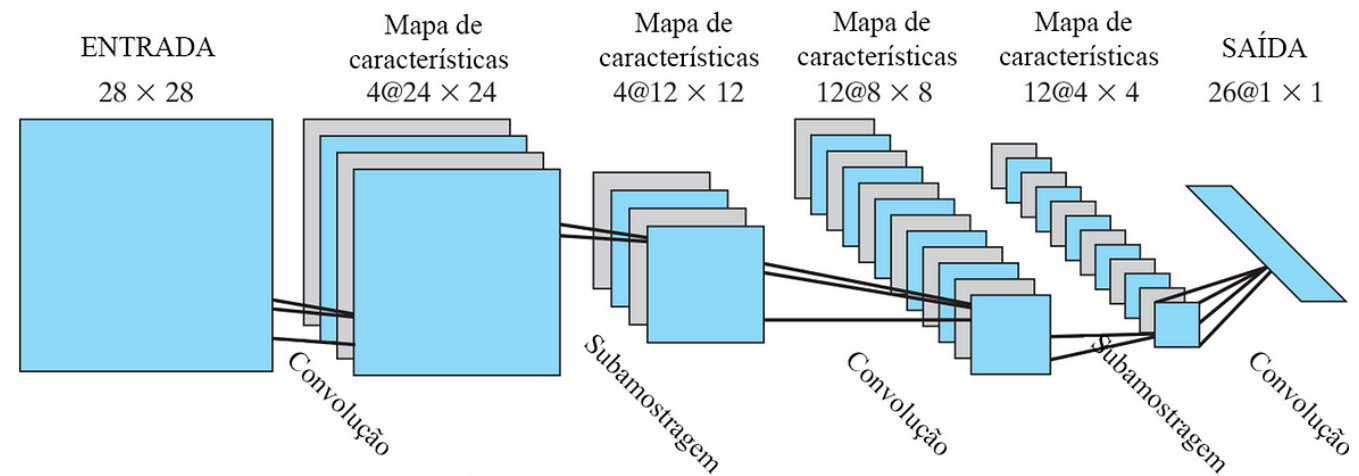 ENTRADA
28 × 28
Mapa de
características
4@24 × 24
Mapa de
características
4@12 × 12
Mapa de
características
12@8 × 8
Mapa de
características
12@4 × 4
SAÍDA
26@1 × 1
Convolução
Subamostragem
Convolução
Subamostragem
Convolução